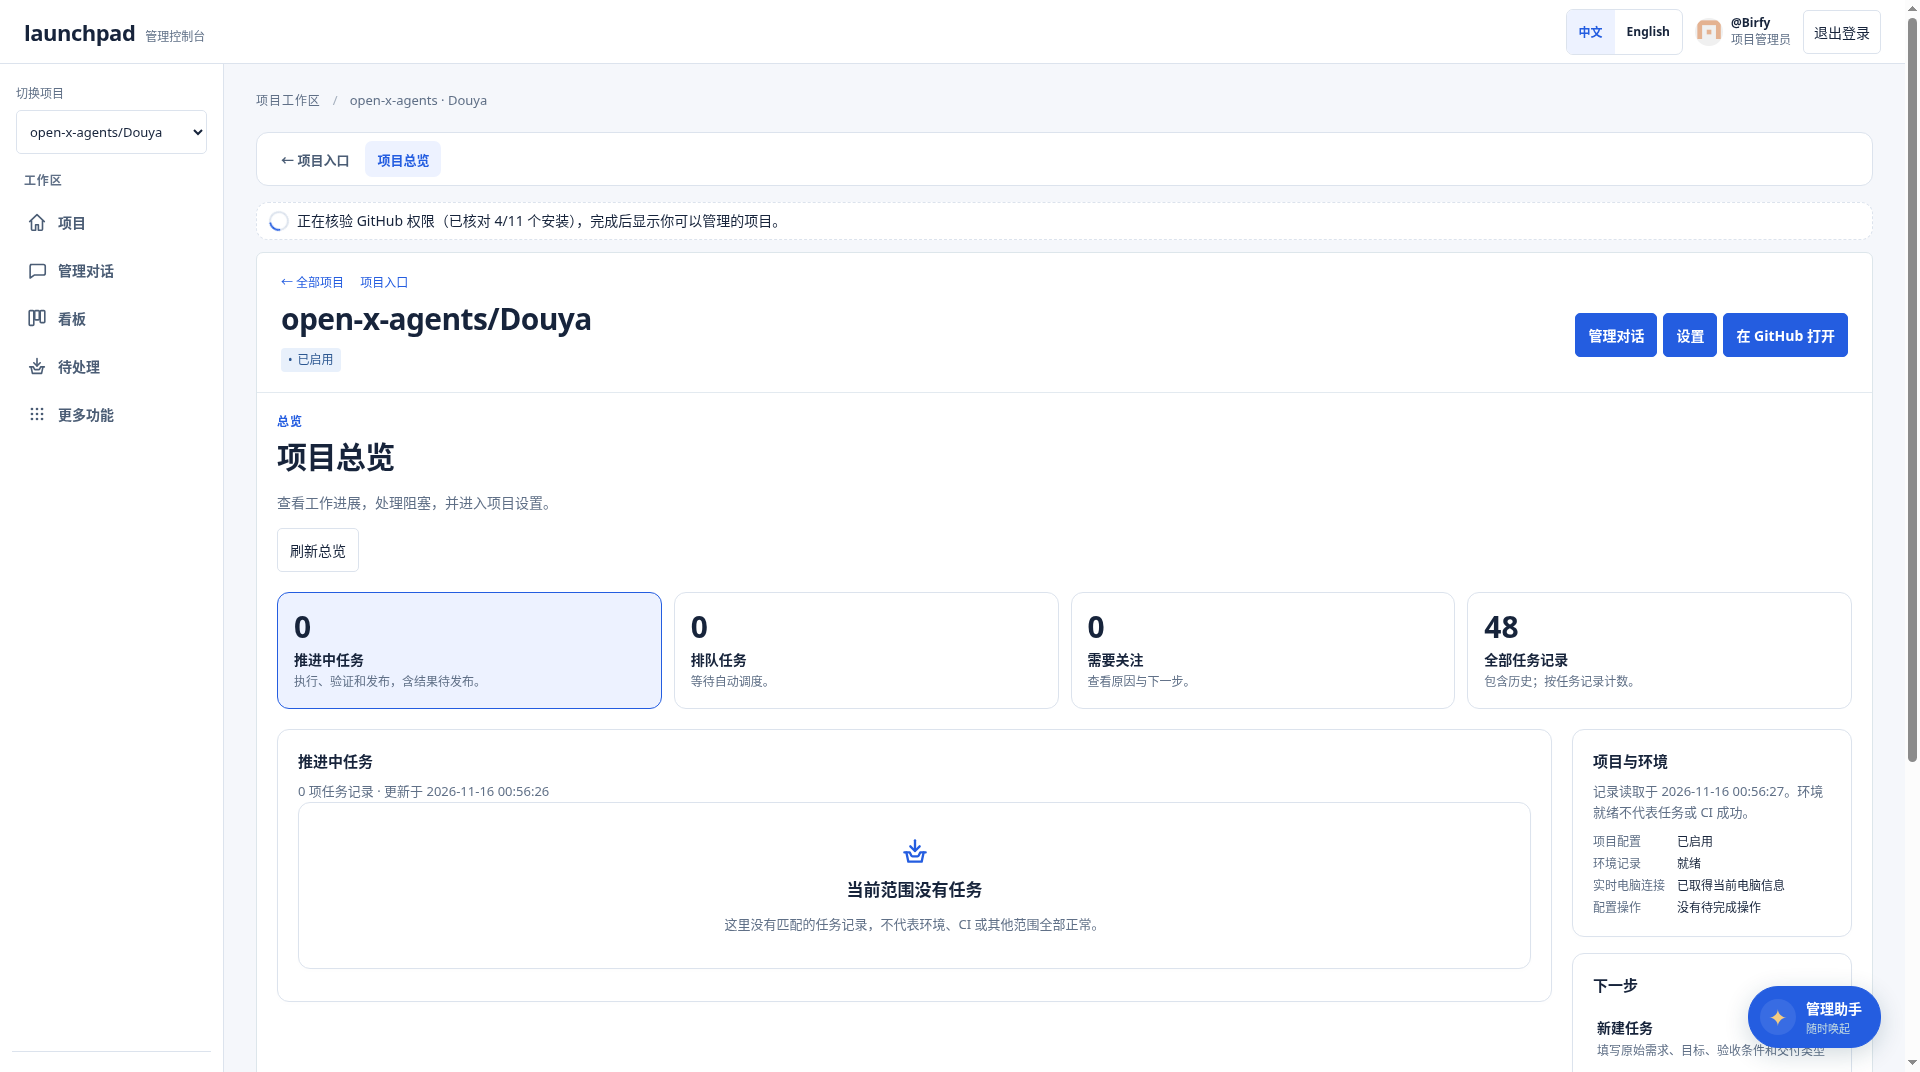 launchpad 管理控制台
中文 English
@Birfy
项目管理员
退出登录
切换项目
open-x-agents/Douya
工作区
项目
管理对话
看板
待处理
更多功能
项目工作区 / open-x-agents · Douya
← 项目入口 项目总览
正在核验 GitHub 权限（已核对 4/11 个安装），完成后显示你可以管理的项目。
← 全部项目 项目入口
open-x-agents/Douya
• 已启用
管理对话 设置 在 GitHub 打开
总览
项目总览
查看工作进展，处理阻塞，并进入项目设置。
刷新总览
0
推进中任务
执行、验证和发布，含结果待发布。
0
排队任务
等待自动调度。
0
需要关注
查看原因与下一步。
48
全部任务记录
包含历史；按任务记录计数。
推进中任务
0 项任务记录 · 更新于 2026-11-16 00:56:26
当前范围没有任务
这里没有匹配的任务记录，不代表环境、CI 或其他范围全部正常。
项目与环境
记录读取于 2026-11-16 00:56:27。环境
就绪不代表任务或 CI 成功。
项目配置 已启用
环境记录 就绪
实时电脑连接 已取得当前电脑信息
配置操作 没有待完成操作
下一步
新建任务
填写原始需求、目标、验收条件和交付类型
管理助手
随时唤起